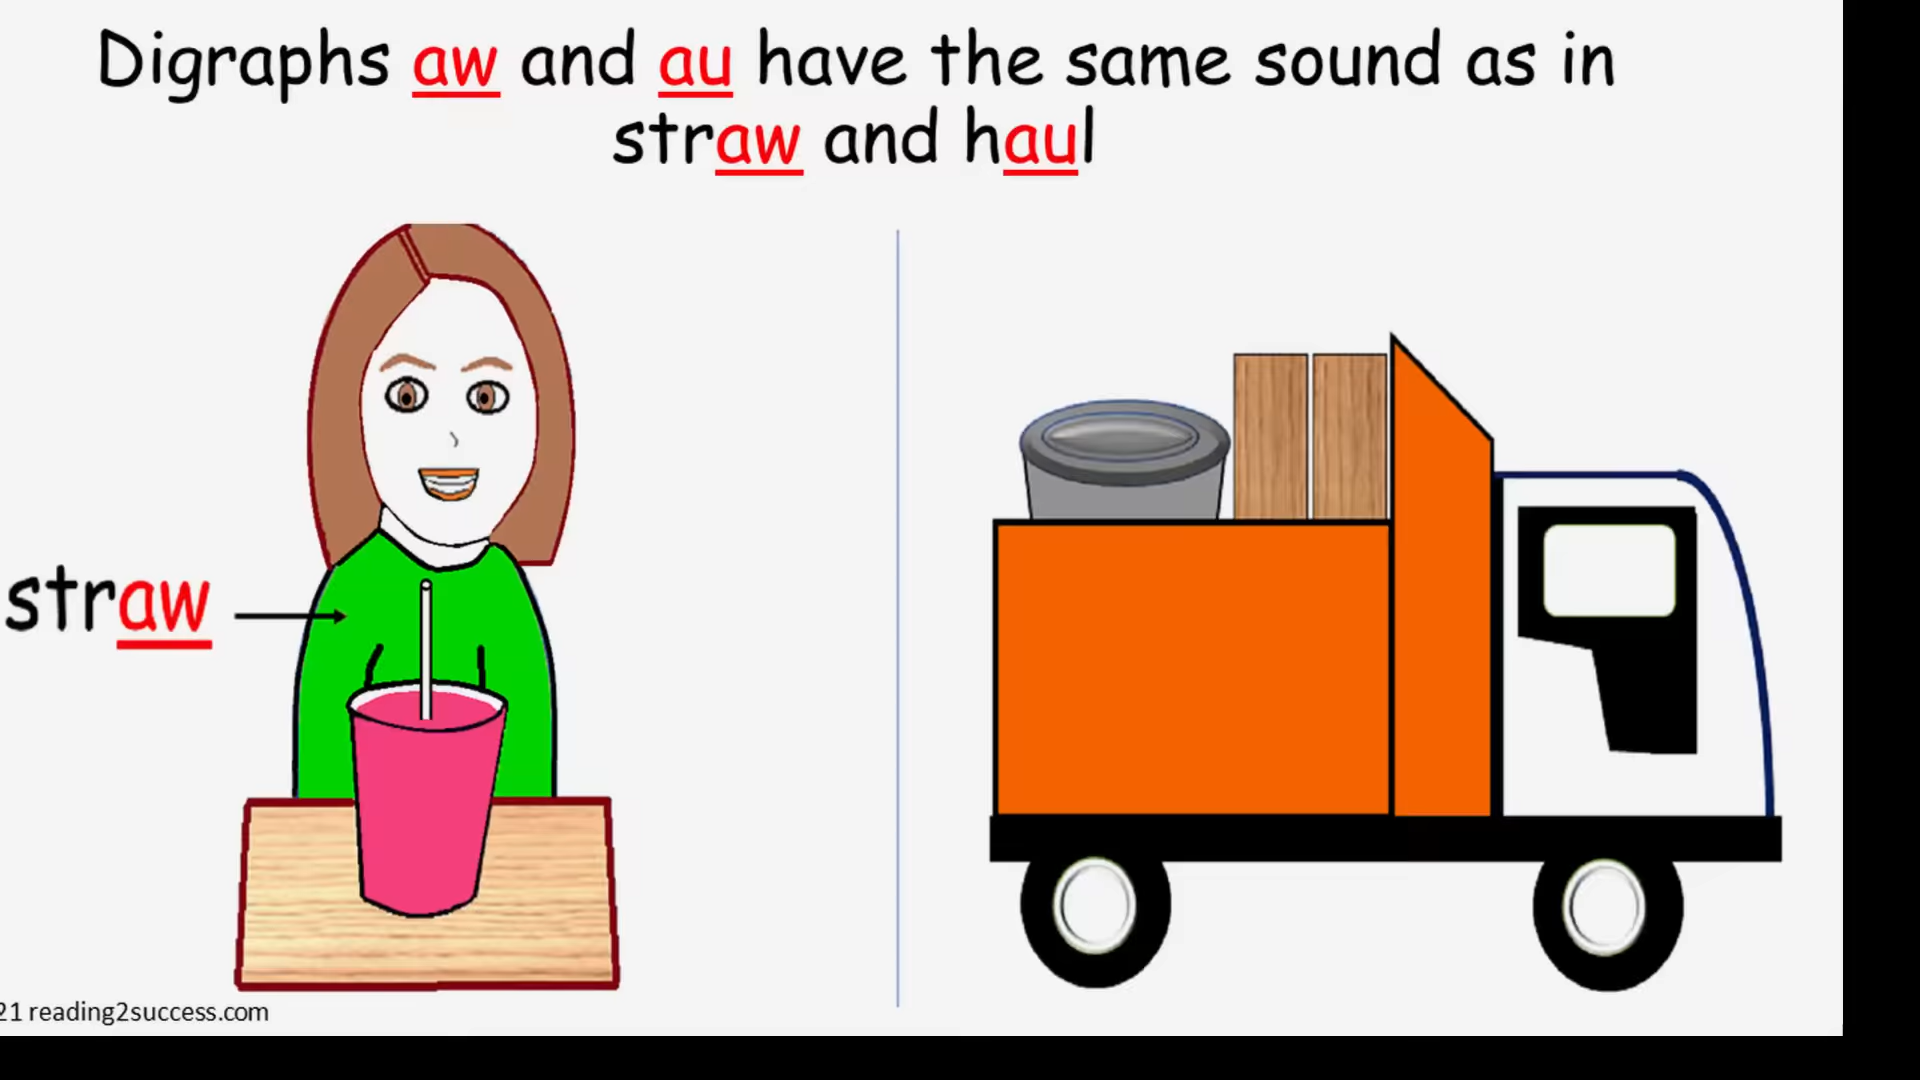 Digraphs aw and au have the same sound as in
straw and haul
straw
21 reading2success.com